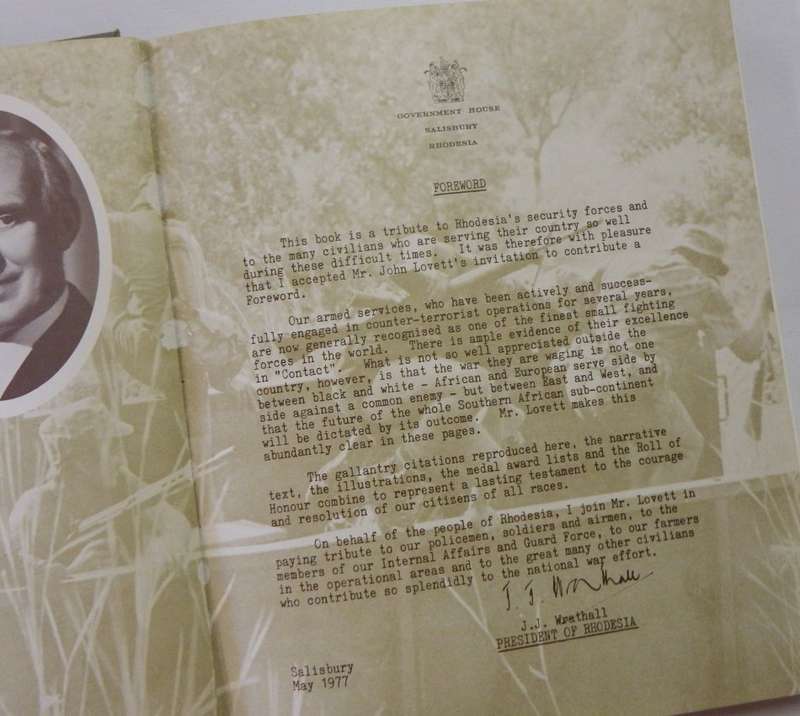 GOVERNMENT HOUSE
SALISBURY
RHODESIA
FOREWORD
This book is a tribute to Rhodesia's security forces and
to the many civilians who are serving their country so well
during these difficult times. It was therefore with pleasure
that I accepted Mr. John Lovett's invitation to contribute a
Foreword.
Our armed services, who have been actively and success-
fully engaged in counter-terrorist operations for several years,
are now generally recognised as one of the finest small fighting
forces in the world. There is ample evidence of their excellence
in "Contact". What is not so well appreciated outside the
country, however, is that the war they are waging is not one
between black and white - African and European serve side by
side against a common enemy - but between East and West, and
that the future of the whole Southern African sub-continent
will be dictated by its outcome. Mr. Lovett makes this
abundantly clear in these pages.
The gallantry citations reproduced here, the narrative
text, the illustrations, the medal award lists and the Roll of
Honour combine to represent a lasting testament to the courage
and resolution of our citizens of all races.
On behalf of the people of Rhodesia, I join Mr. Lovett in
paying tribute to our policemen, soldiers and airmen, to the
members of our Internal Affairs and Guard Force, to our farmers
in the operational areas and to the great many other civilians
who contribute so splendidly to the national war effort.
J. J. Wrathall
J.J. Wrathall
PRESIDENT OF RHODESIA
Salisbury
May 1977